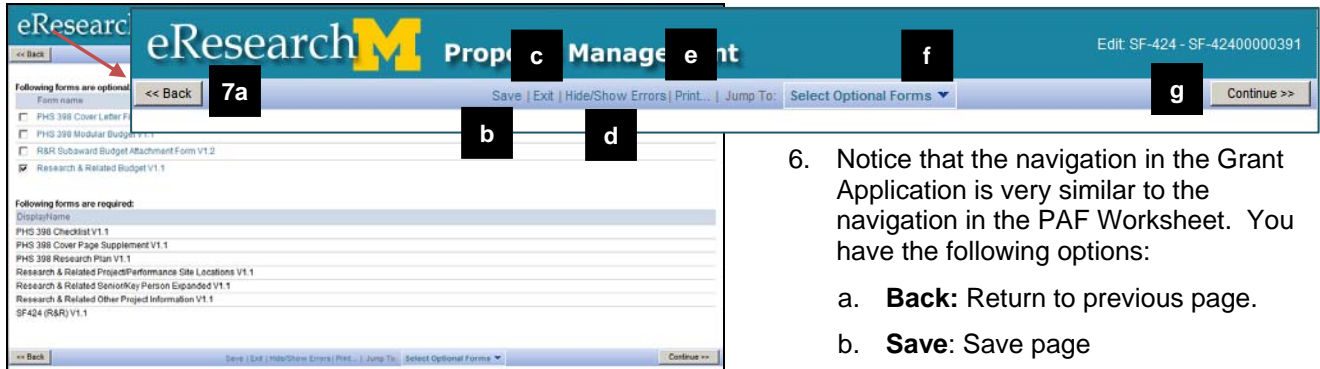 eResearc
<< Back
Following forms are optional
Form name
PHS 398 Cover Letter Fi
PHS 398 Modular Budget V1.1
R&R Subaward Budget Attachment Form V1.2
Research & Related Budget V1.1
Following forms are required:
DisplayName
PHS 398 Checklist V1.1
PHS 398 Cover Page Supplement V1.1
PHS 398 Research Plan V1.1
Research & Related Project/Performance Site Locations V1.1
Research & Related Senior/Key Person Expanded V1.1
Research & Related Other Project Information V1.1
SF424 (R&R) V1.1
<< Back Save | Exit | Hide/Show Errors | Print... | Jump To: Select Optional Forms Continue >>
eResearch M Prop c Manage e nt f Edit: SF-424 - SF-42400000391
<< Back 7a Save | Exit | Hide/Show Errors | Print... | Jump To: Select Optional Forms g Continue >>
b d
6. Notice that the navigation in the Grant
Application is very similar to the
navigation in the PAF Worksheet. You
have the following options:
a. Back: Return to previous page.
b. Save: Save page